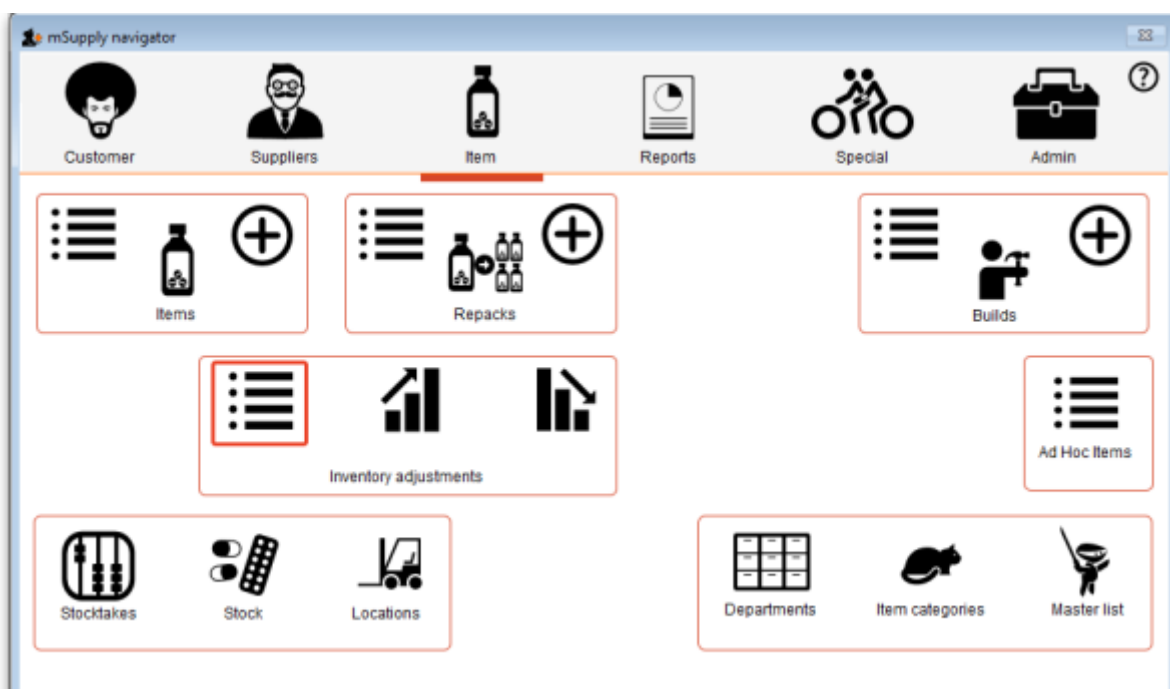 mSupply navigator
Customer
Suppliers
Item
Reports
Special
Admin
?
Items
Repacks
Builds
Inventory adjustments
Ad Hoc Items
Stocktakes
Stock
Locations
Departments
Item categories
Master list